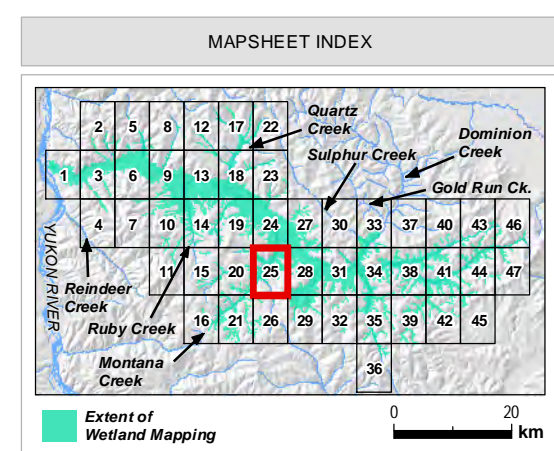 MAPSHEET INDEX
Quartz
Creek
Dominion
Creek
Sulphur Creek
Gold Run Ck.
2 5 8 12 17 22
1 3 6 9 13 18 23
4 7 10 14 19 24 27 30 33 37 40 43 46
11 15 20 25 28 31 34 38 41 44 47
16 21 26 29 32 35 39 42 45
36
YUKON RIVER
Reindeer
Creek
Ruby Creek
Montana
Creek
Extent of
Wetland Mapping
0 20
km